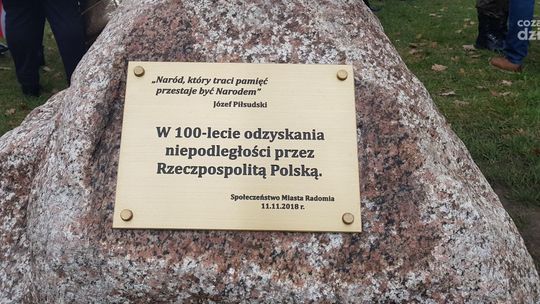 „Naród, który traci pamięć
przestaje być Narodem"
Józef Piłsudski
W 100-lecie odzyskania
niepodległości przez
Rzeczpospolitą Polską.
Społeczeństwo Miasta Radomia
11.11.2018 r.